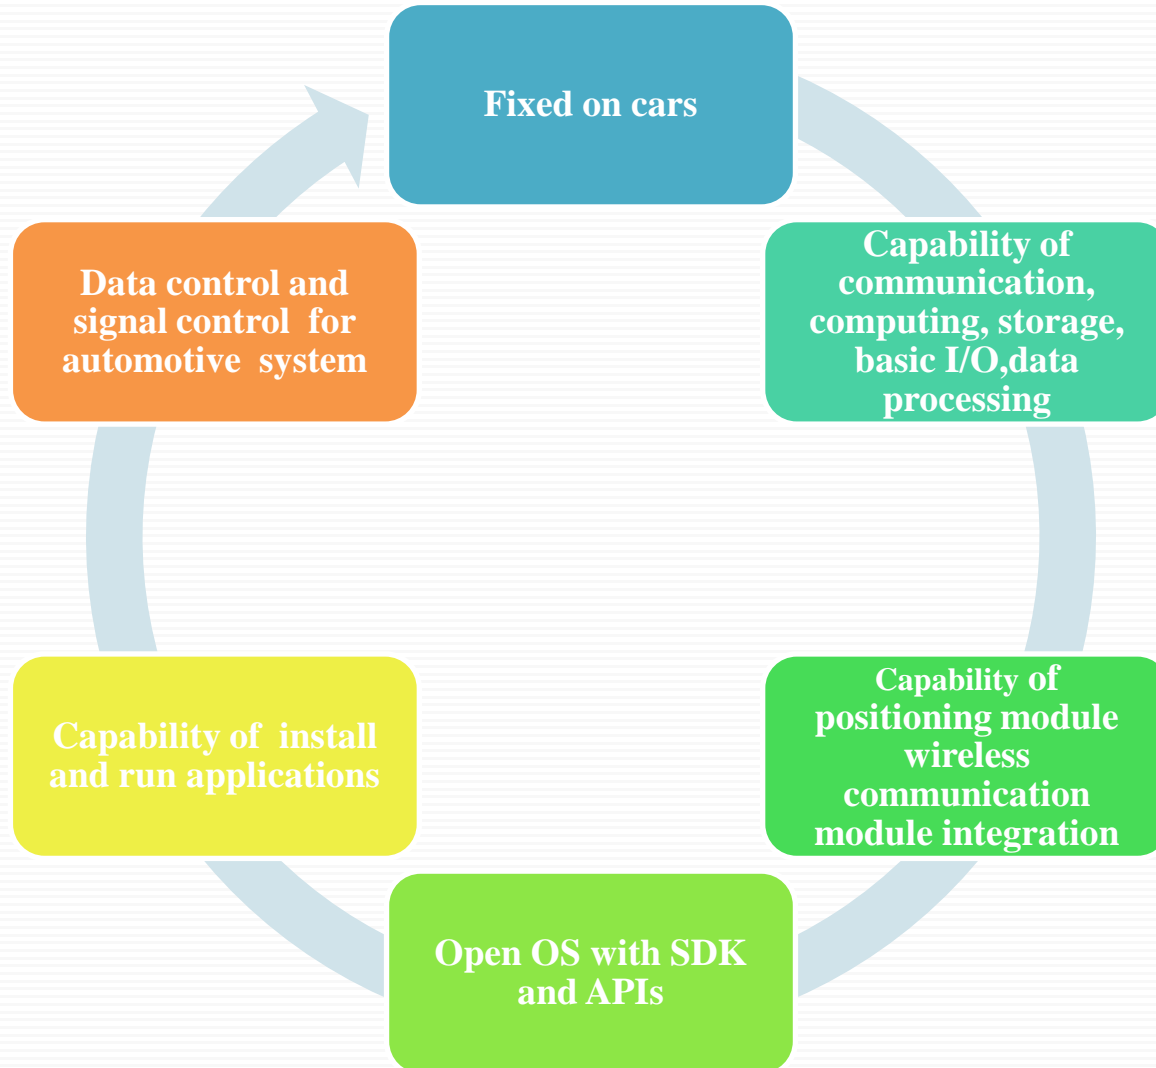 Fixed on cars
Capability of
communication,
computing, storage,
basic I/O,data
processing
Capability of
positioning module
wireless
communication
module integration
Open OS with SDK
and APIs
Capability of  install
and run applications
Data control and
signal control  for
automotive  system